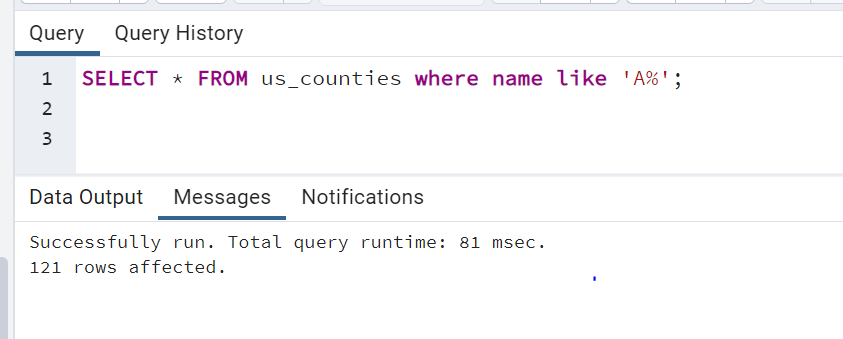 Query Query History
1 SELECT * FROM us_counties where name like 'A%';
2
3
Data Output Messages Notifications
Successfully run. Total query runtime: 81 msec.
121 rows affected.